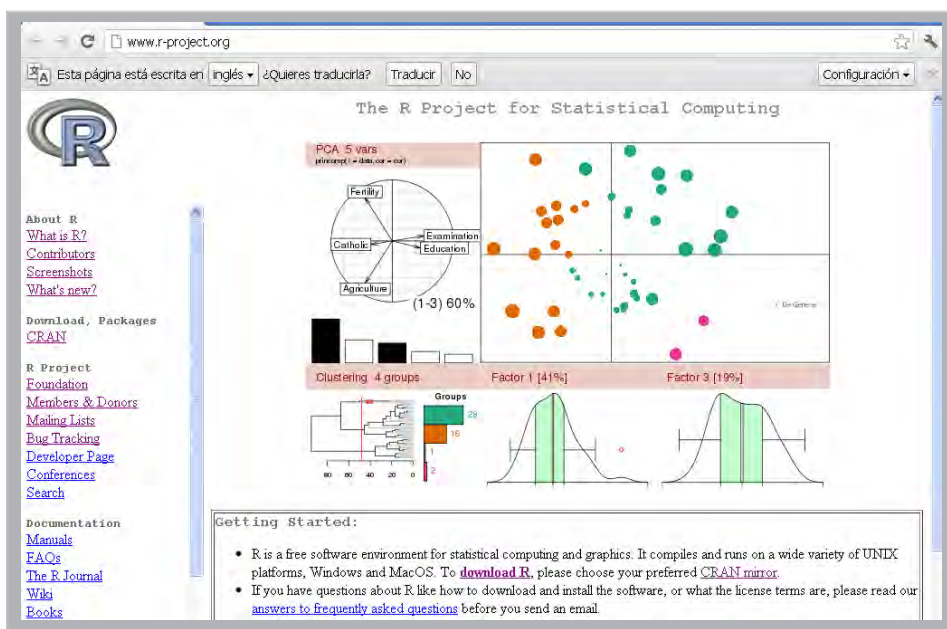 www.r-project.org
Esta página está escrita en inglés ¿Quieres traducirla? Traducir No Configuración
R
The R Project for Statistical Computing
PCA 5 vars
Fertility
Catholic
Examination
Education
Agriculture
(1-3) 60%
Clustering 4 groups
Factor 1 [41%]
Factor 3 [19%]
Groups
28
16
1
2
80 60 40 20 0
About R
What is R?
Contributors
Screenshots
What's new?
Download, Packages
CRAN
R Project
Foundation
Members & Donors
Mailing Lists
Bug Tracking
Developer Page
Conferences
Search
Documentation
Manuals
FAQs
The R Journal
Wiki
Books
Getting Started:
• R is a free software environment for statistical computing and graphics. It compiles and runs on a wide variety of UNIX
platforms, Windows and MacOS. To download R, please choose your preferred CRAN mirror.
• If you have questions about R like how to download and install the software, or what the license terms are, please read our
answers to frequently asked questions before you send an email.